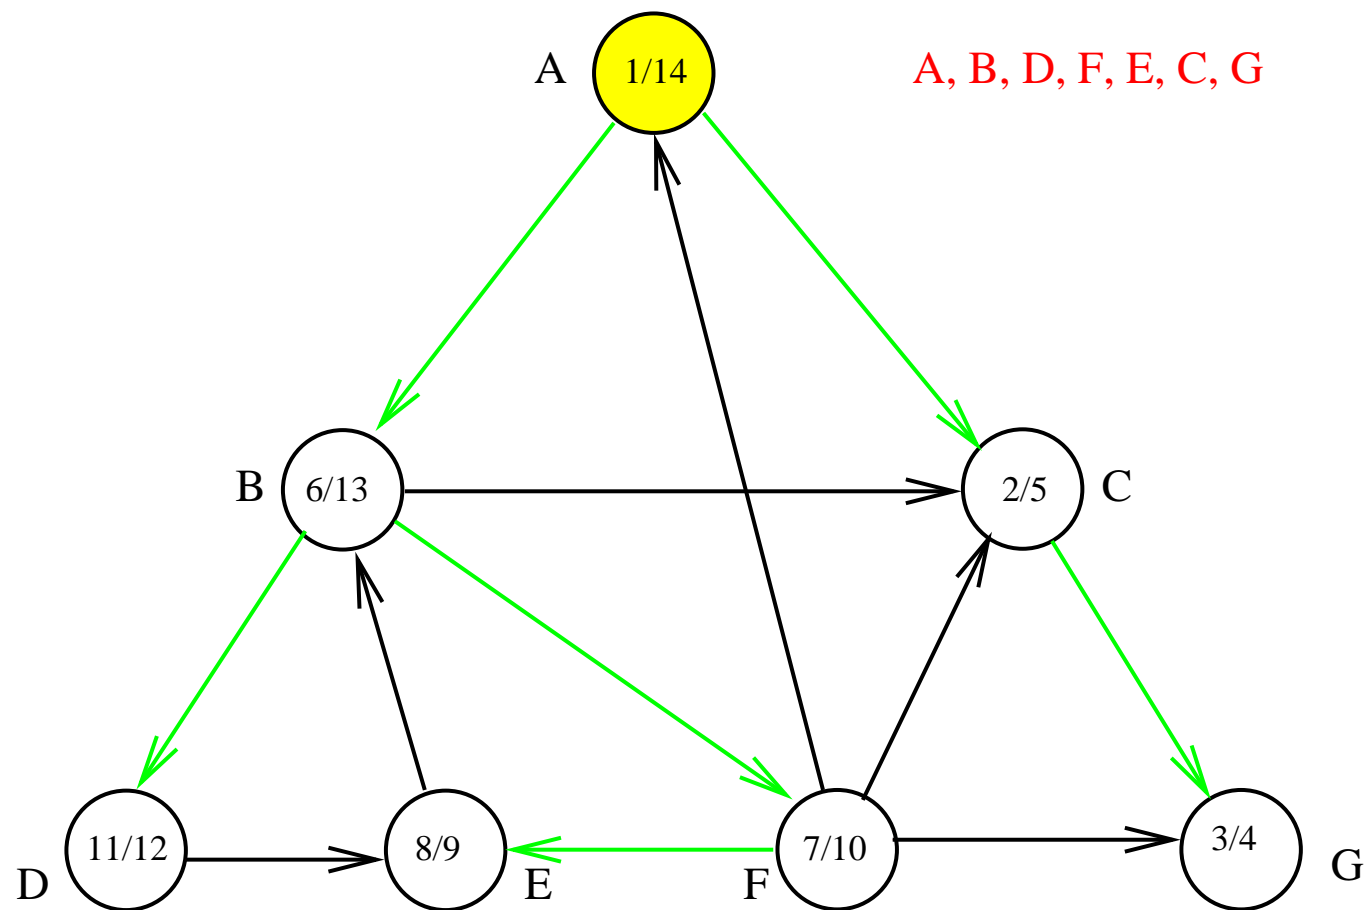 A
1/14
A, B, D, F, E, C, G
B
6/13
2/5
C
11/12
8/9
7/10
3/4
D
E
F
G